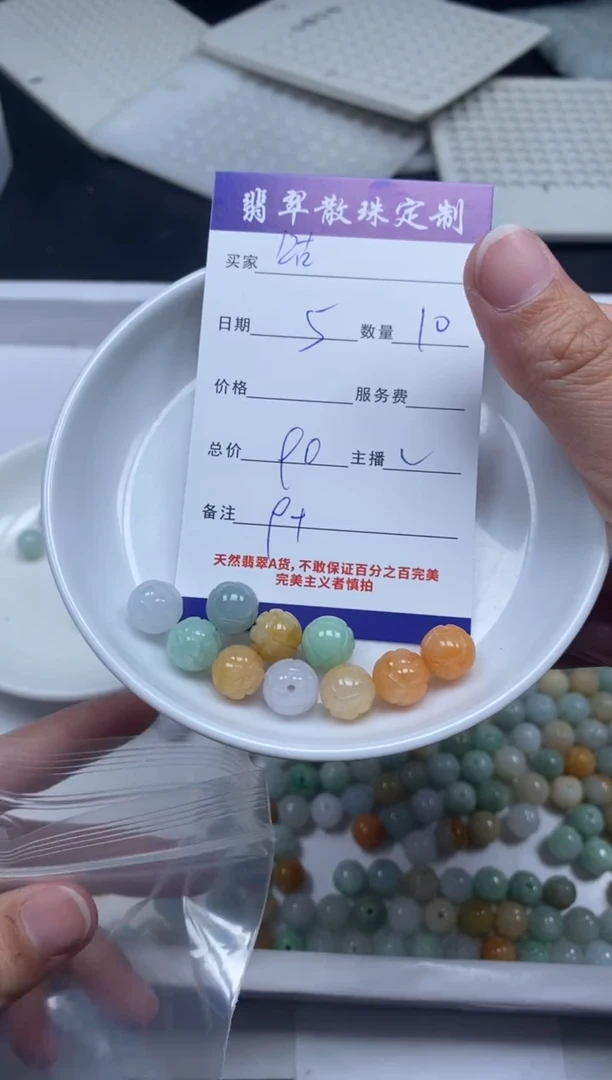 翡翠散珠定制
买家
日期 5 数量 10
价格 服务费
总价 90 主播
备注
天然翡翠A货，不敢保证百分之百完美
完美主义者慎拍